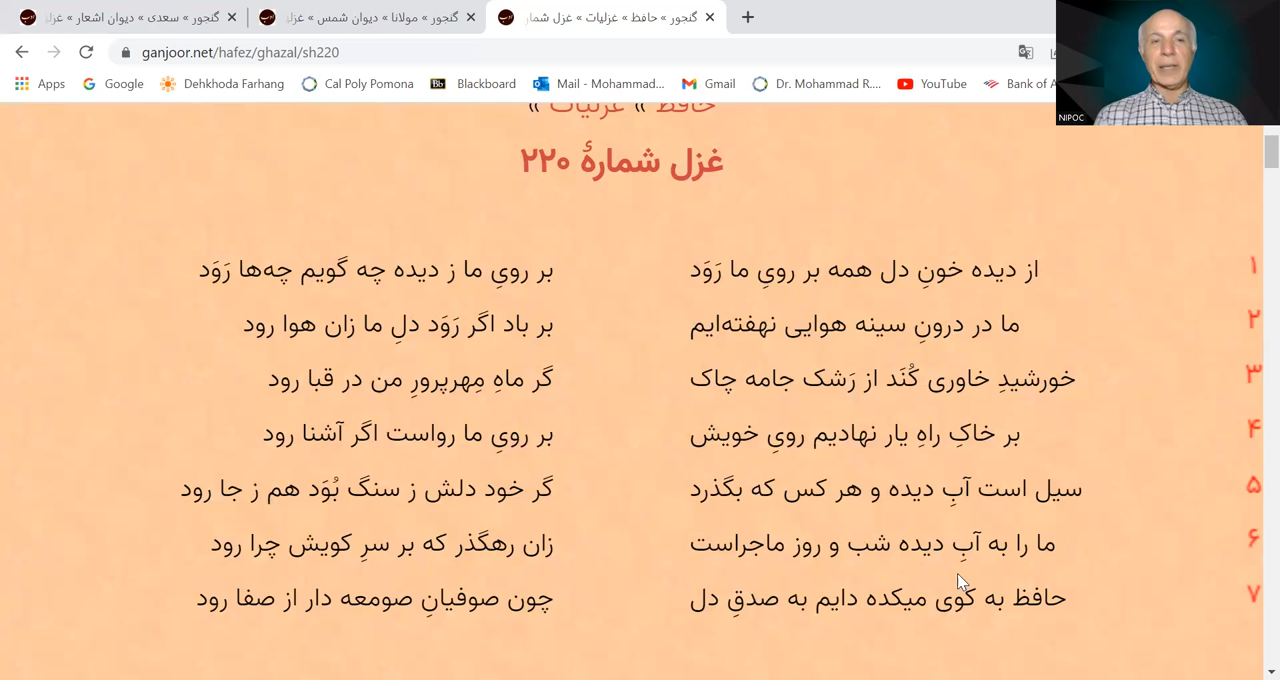 گنجور » سعدی » دیوان اشعار » غزل
گنجور » مولانا » دیوان شمس » غزلی
گنجور » حافظ » غزلیات » غزل شمار
ganjoor.net/hafez/ghazal/sh220
Apps Google Dehkhoda Farhang Cal Poly Pomona Bb Blackboard Mail - Mohammad... Gmail Dr. Mohammad R.... YouTube Bank of A
NIPOC
حافظ » غزلیات »
غزل شمارهٔ ۲۲۰
۱ از دیده خونِ دل همه بر رویِ ما رَوَد بر رویِ ما ز دیده چه گویم چه‌ها رَوَد
۲ ما در درونِ سینه هوایی نهفته‌ایم بر باد اگر رَوَد دلِ ما زان هوا رود
۳ خورشیدِ خاوری کُنَد از رَشک جامه چاک گر ماهِ مِهرپرورِ من در قبا رود
۴ بر خاکِ راهِ یار نهادیم رویِ خویش بر رویِ ما رواست اگر آشنا رود
۵ سیل است آبِ دیده و هر کس که بگذرد گر خود دلش ز سنگ بُوَد هم ز جا رود
۶ ما را به آبِ دیده شب و روز ماجراست زان رهگذر که بر سرِ کویش چرا رود
۷ حافظ به کوی میکده دایم به صدقِ دل چون صوفیانِ صومعه دار از صفا رود